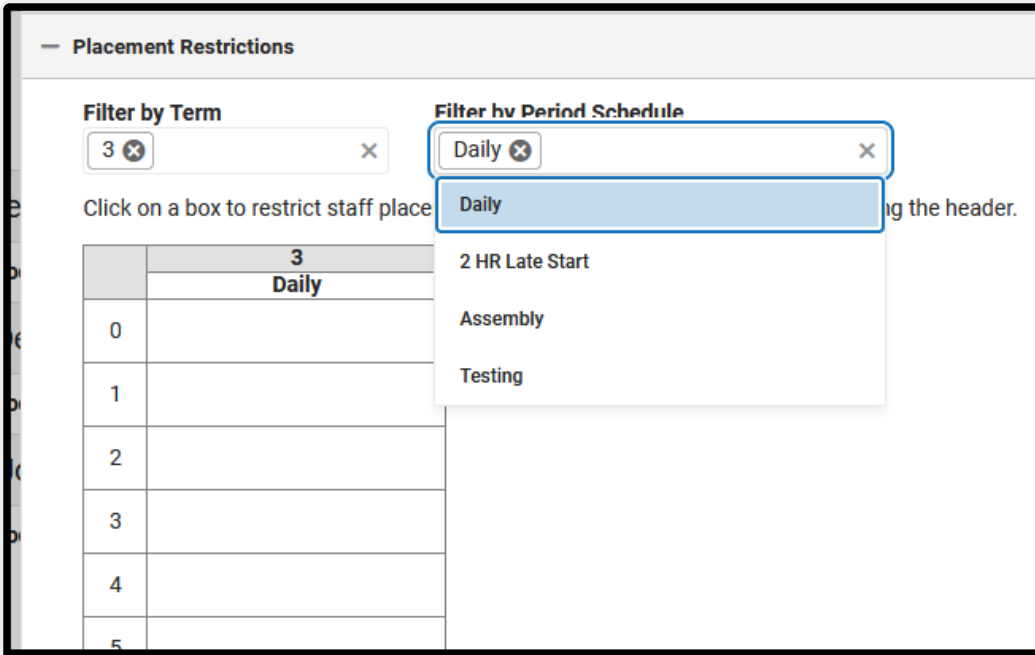 Placement Restrictions
Filter by Term
Filter by Period Schedule
3
Daily
Click on a box to restrict staff place
the header.
Daily
2 HR Late Start
Assembly
Testing
3
Daily
0
1
2
3
4
5